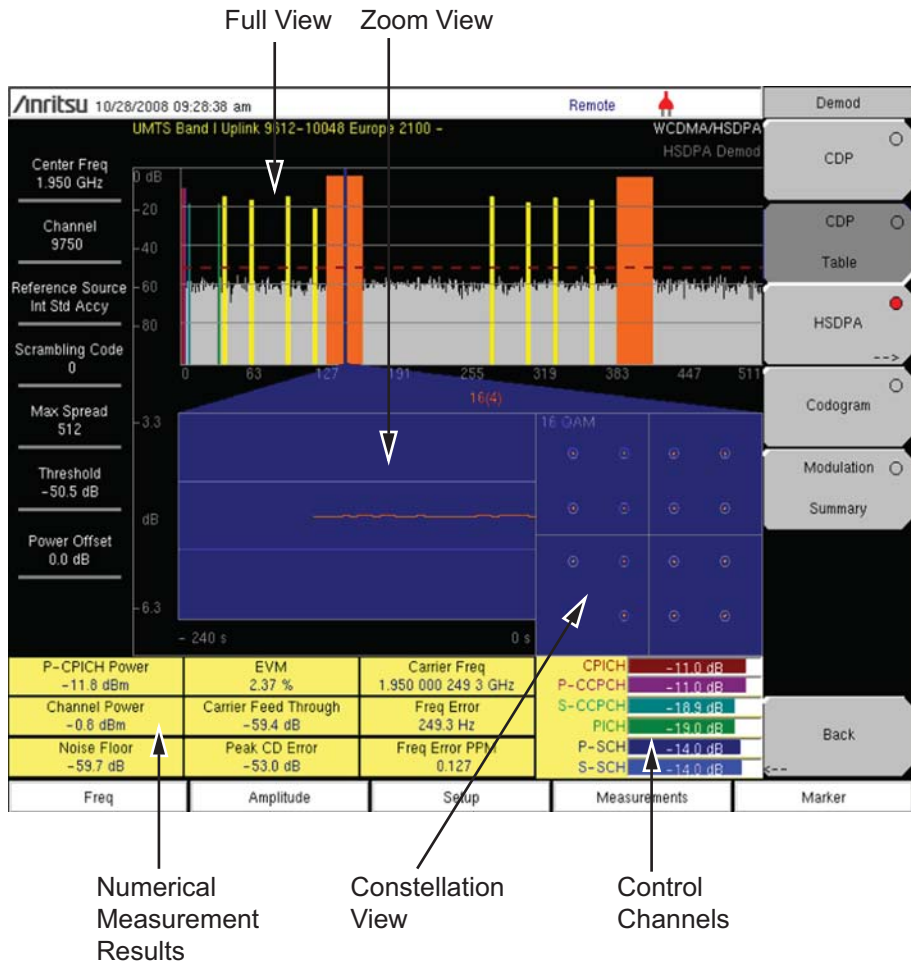 Full View Zoom View
Anritsu 10/28/2008 09:28:38 am Remote Demod
UMTS Band I Uplink 9612-10048 Europe 2100 - WCDMA/HSDPA
HSDPA Demod
Center Freq
1.950 GHz
Channel
9750
Reference Source
Int Std Accy
Scrambling Code
0
Max Spread
512
Threshold
-50.5 dB
Power Offset
0.0 dB
0 dB
-20
-40
-60
-80
0 63 127 191 255 319 383 447 511
16(4)
-3.3
dB
-6.3
- 240 s 0 s
16 QAM
CDP
CDP
Table
HSDPA
-->
Codogram
Modulation
Summary
Back
<--
P-CPICH Power
-11.8 dBm
EVM
2.37 %
Carrier Freq
1.950 000 249 3 GHz
Channel Power
-0.8 dBm
Carrier Feed Through
-59.4 dB
Freq Error
249.3 Hz
Noise Floor
-59.7 dB
Peak CD Error
-53.0 dB
Freq Error PPM
0.127
CPICH -11.0 dB
P-CCPCH -11.0 dB
S-CCPCH -18.9 dB
PICH -19.0 dB
P-SCH -14.0 dB
S-SCH -14.0 dB
Freq Amplitude Setup Measurements Marker
Numerical
Measurement
Results
Constellation
View
Control
Channels